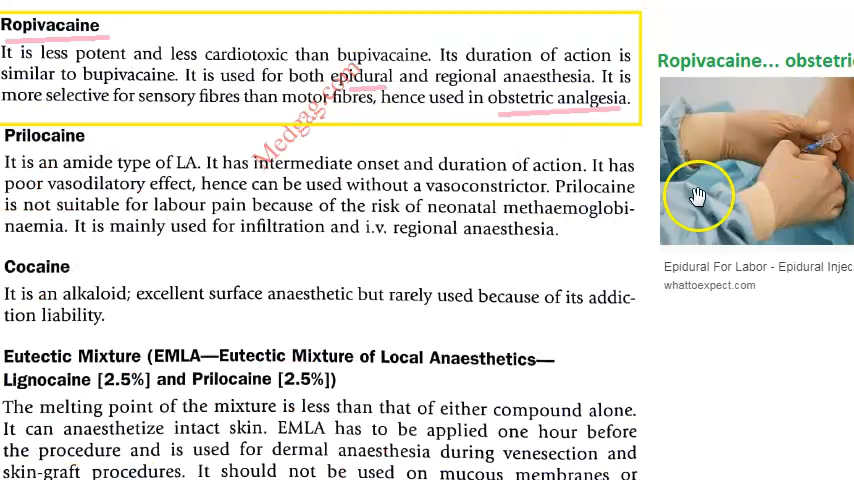 Ropivacaine
It is less potent and less cardiotoxic than bupivacaine. Its duration of action is
similar to bupivacaine. It is used for both epidural and regional anaesthesia. It is
more selective for sensory fibres than motor fibres, hence used in obstetric analgesia.
Medgag.com
Prilocaine
It is an amide type of LA. It has intermediate onset and duration of action. It has
poor vasodilatory effect, hence can be used without a vasoconstrictor. Prilocaine
is not suitable for labour pain because of the risk of neonatal methaemoglobi-
naemia. It is mainly used for infiltration and i.v. regional anaesthesia.
Cocaine
It is an alkaloid; excellent surface anaesthetic but rarely used because of its addic-
tion liability.
Eutectic Mixture (EMLA—Eutectic Mixture of Local Anaesthetics—
Lignocaine [2.5%] and Prilocaine [2.5%])
The melting point of the mixture is less than that of either compound alone.
It can anaesthetize intact skin. EMLA has to be applied one hour before
the procedure and is used for dermal anaesthesia during venesection and
skin-graft procedures. It should not be used on mucous membranes or
Ropivacaine... obstetric
Epidural For Labor - Epidural Injec
whattoexpect.com